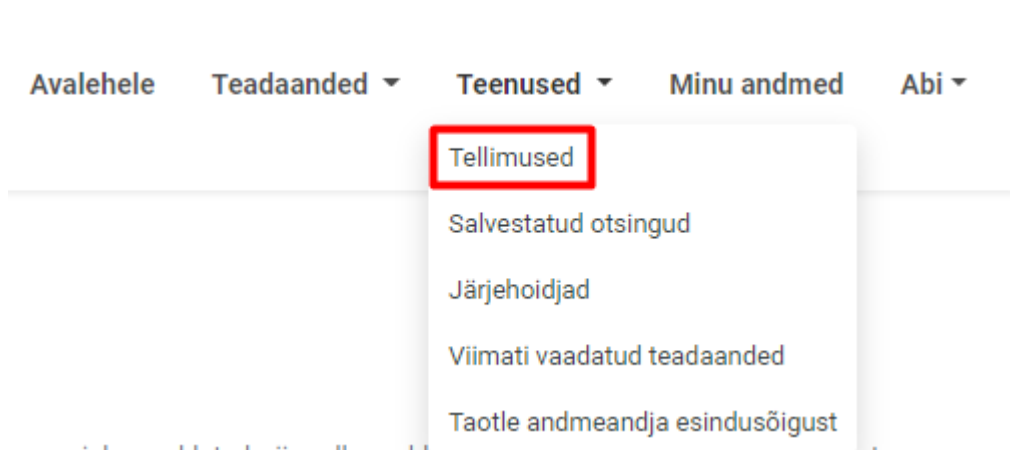 Avalehele Teadaanded Teenused Minu andmed Abi
Tellimused
Salvestatud otsingud
Järjehoidjad
Viimati vaadatud teadaanded
Taotle andmeandja esindusõigust